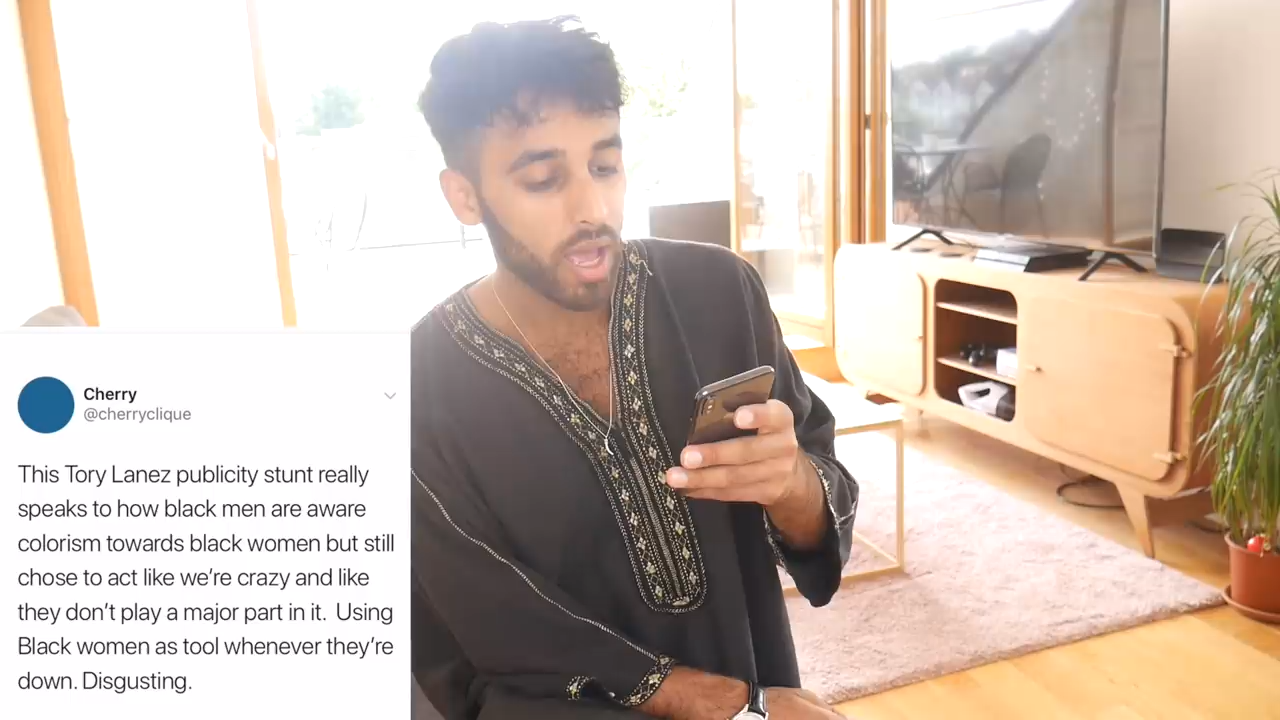 Cherry
@cherryclique
This Tory Lanez publicity stunt really
speaks to how black men are aware
colorism towards black women but still
chose to act like we’re crazy and like
they don’t play a major part in it. Using
Black women as tool whenever they’re
down. Disgusting.